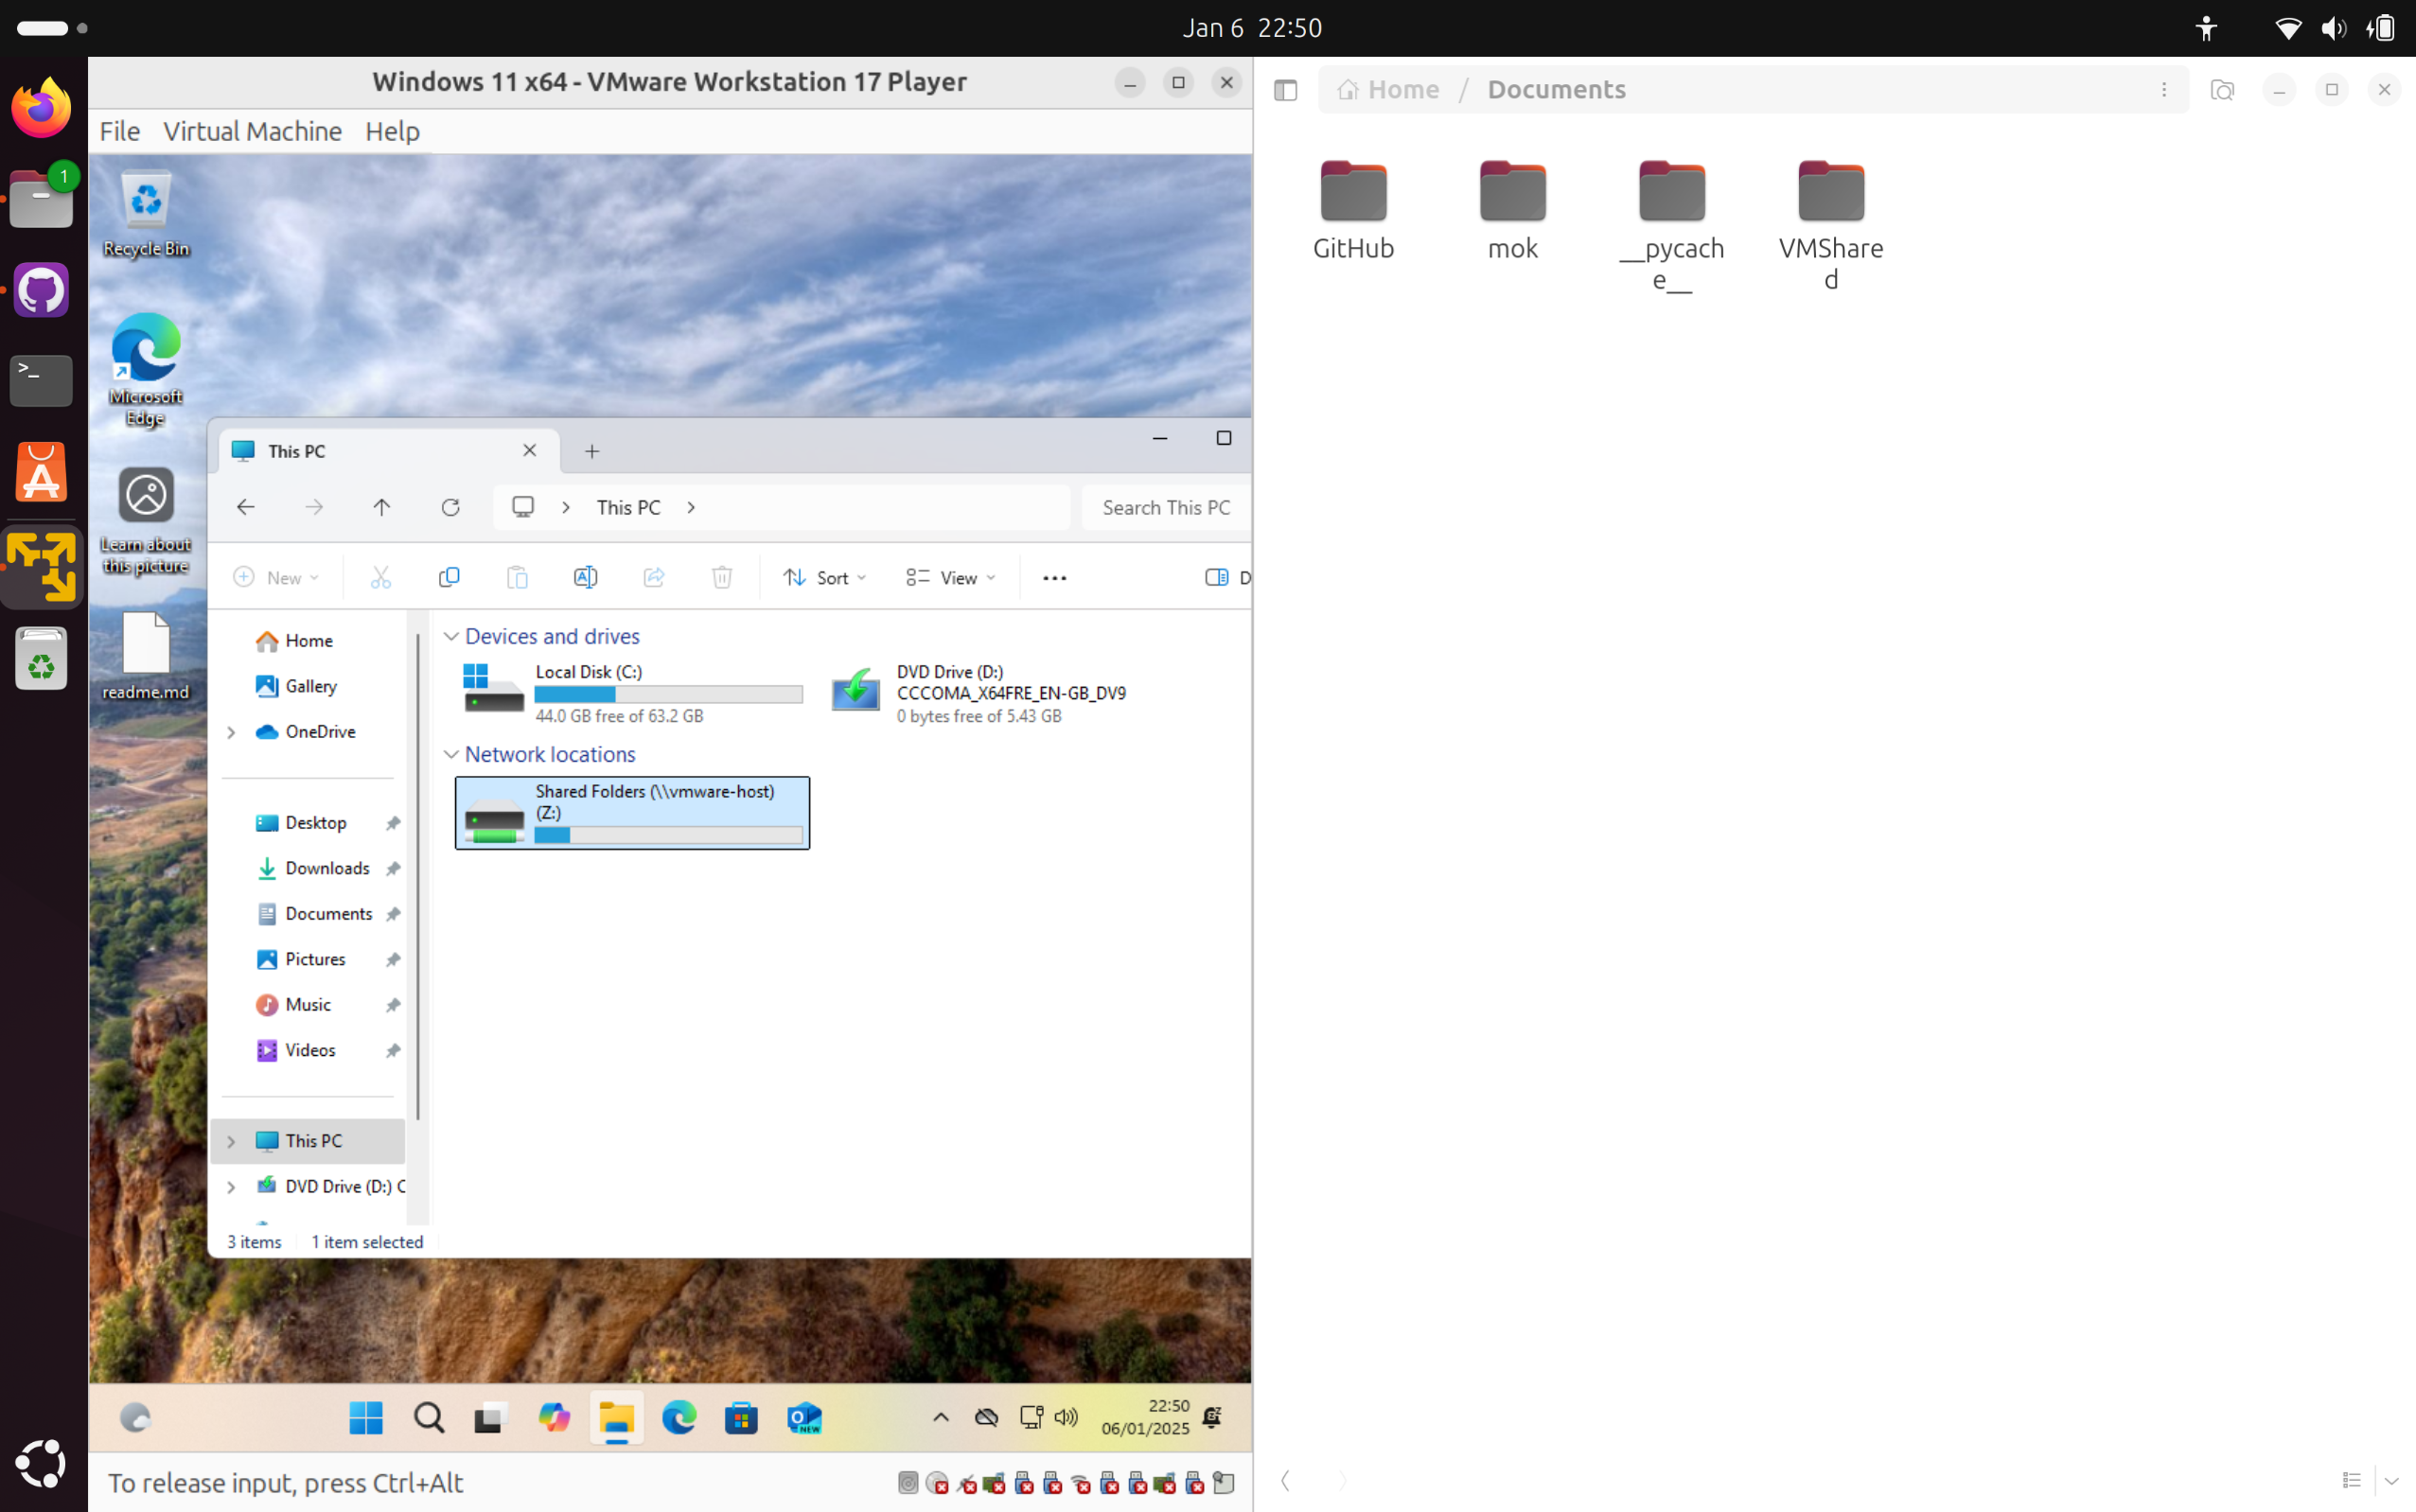 Jan 6 22:50
1
Windows 11 x64 - VMware Workstation 17 Player
File Virtual Machine Help
Recycle Bin
Microsoft
Edge
Learn about
this picture
readme.md
This PC
This PC
Search This PC
New
Sort
View
D
Home
Gallery
OneDrive
Desktop
Downloads
Documents
Pictures
Music
Videos
This PC
DVD Drive (D:) C
Devices and drives
Local Disk (C:)
44.0 GB free of 63.2 GB
DVD Drive (D:)
CCCOMA_X64FRE_EN-GB_DV9
0 bytes free of 5.43 GB
Network locations
Shared Folders (\\vmware-host)
(Z:)
3 items 1 item selected
NEW
22:50
06/01/2025
To release input, press Ctrl+Alt
Home / Documents
GitHub
mok
__pycach
e__
VMShare
d